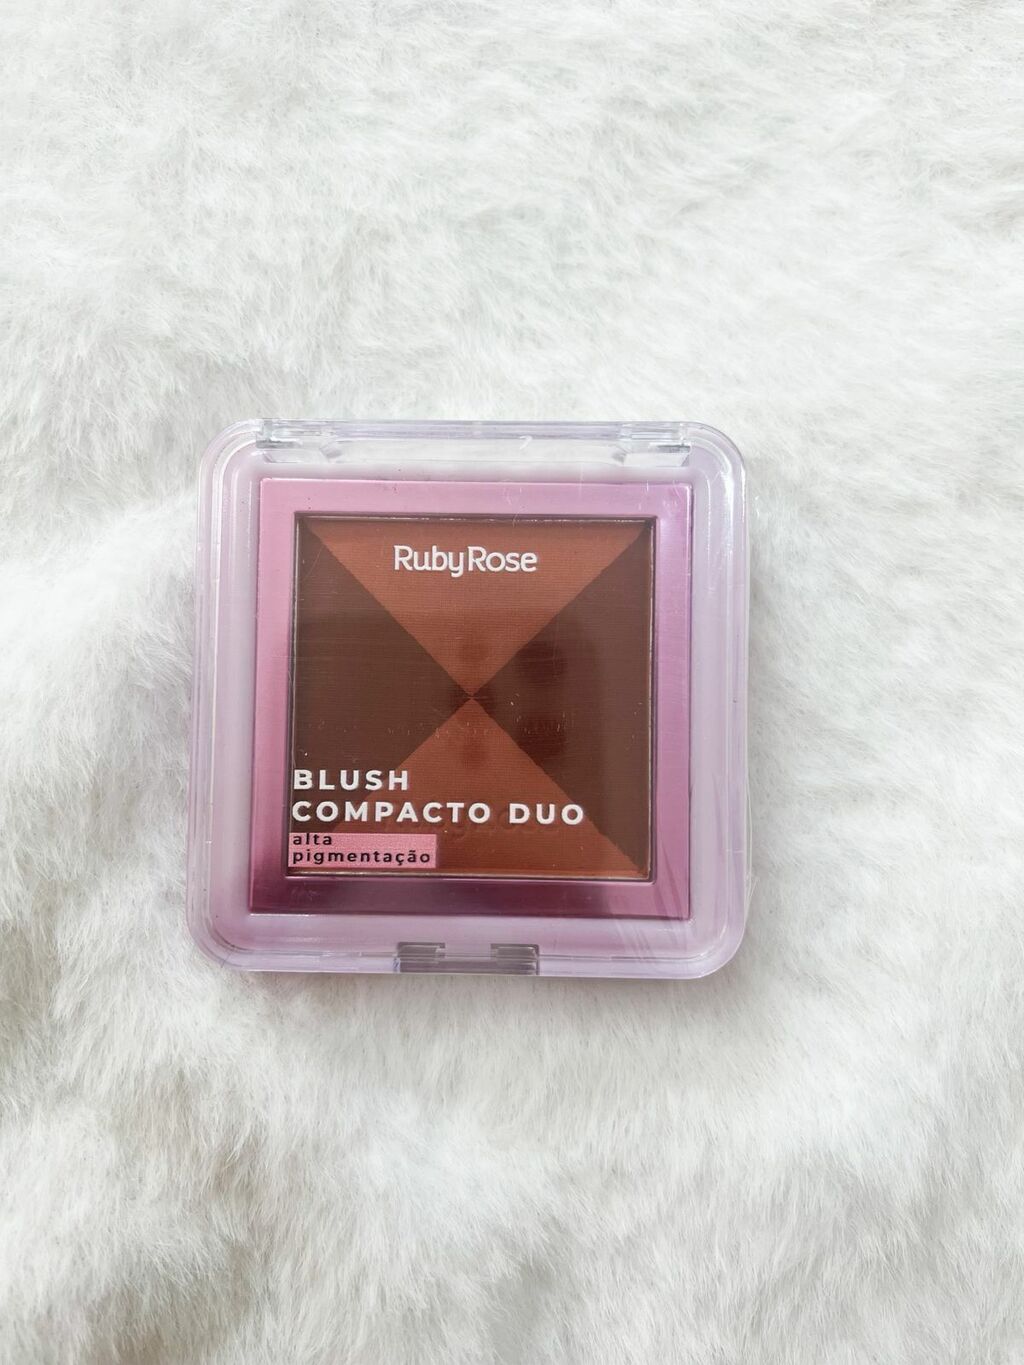 RubyRose
BLUSH
COMPACTO DUO
alta
pigmentação